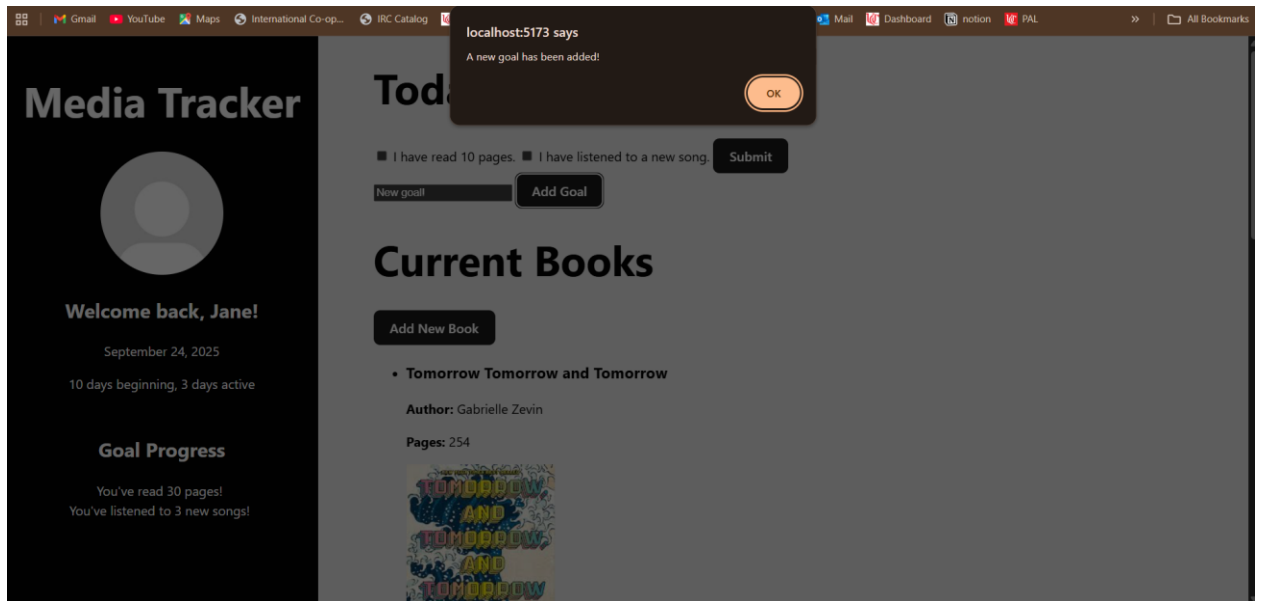 Gmail YouTube Maps International Co-op... IRC Catalog Mail Dashboard notion PAL » All Bookmarks
localhost:5173 says
A new goal has been added!
OK
Media Tracker
Welcome back, Jane!
September 24, 2025
10 days beginning, 3 days active
Goal Progress
You've read 30 pages!
You've listened to 3 new songs!
Toda
I have read 10 pages. I have listened to a new song. Submit
New goal! Add Goal
Current Books
Add New Book
• Tomorrow Tomorrow and Tomorrow
Author: Gabrielle Zevin
Pages: 254
TOMORROW,
AND
TOMORROW,
AND
TOMORROW